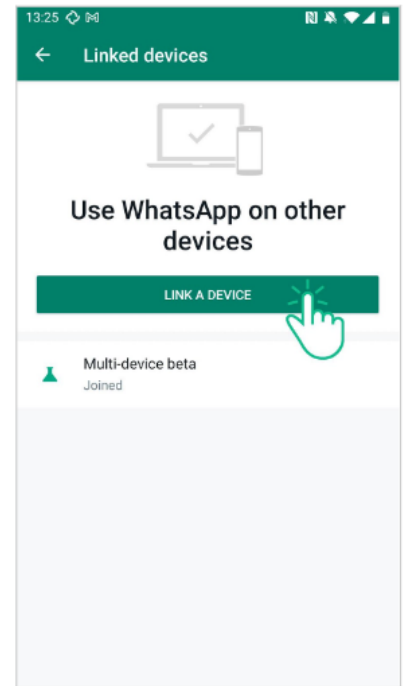 13:25
Linked devices
Use WhatsApp on other
devices
LINK A DEVICE
Multi-device beta
Joined